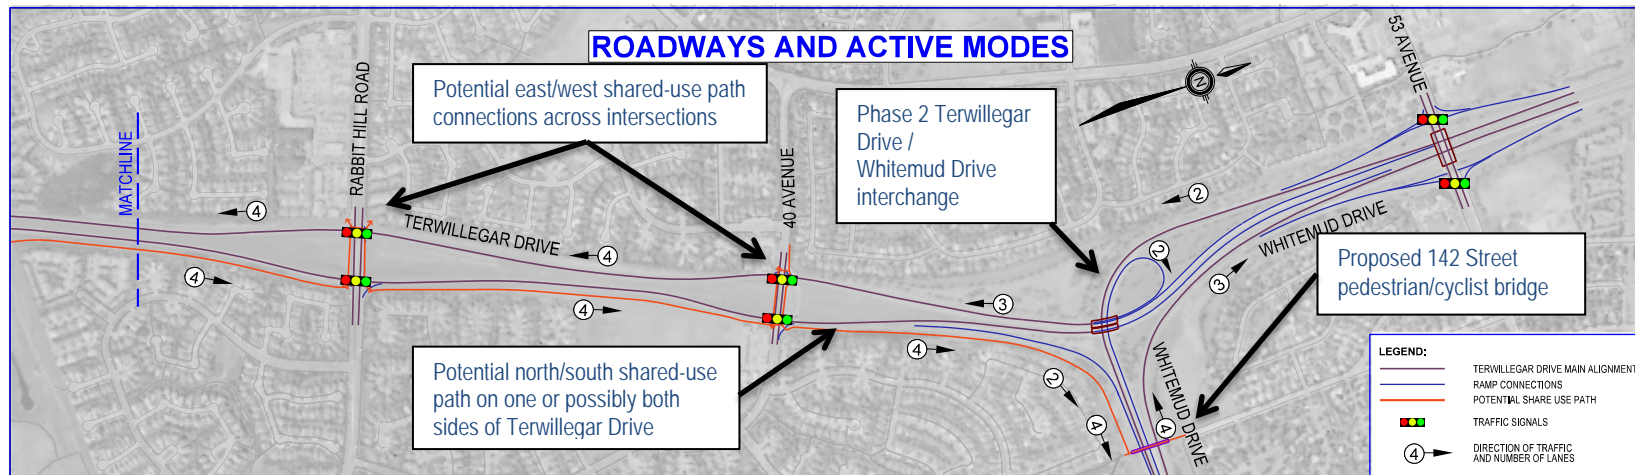 ROADWAYS AND ACTIVE MODES
Potential east/west shared-use path
connections across intersections
Phase 2 Terwillegar
Drive /
Whitemud Drive
interchange
Proposed 142 Street
pedestrian/cyclist bridge
Potential north/south shared-use
path on one or possibly both
sides of Terwillegar Drive
MATCHLINE
RABBIT HILL ROAD
TERWILLEGAR DRIVE
40 AVENUE
53 AVENUE
WHITEMUD DRIVE
WHITEMUD DRIVE
N
4
4
4
4
3
4
2
2
3
2
4
4
LEGEND:
TERWILLEGAR DRIVE MAIN ALIGNMENT
RAMP CONNECTIONS
POTENTIAL SHARE USE PATH
TRAFFIC SIGNALS
4
DIRECTION OF TRAFFIC
AND NUMBER OF LANES